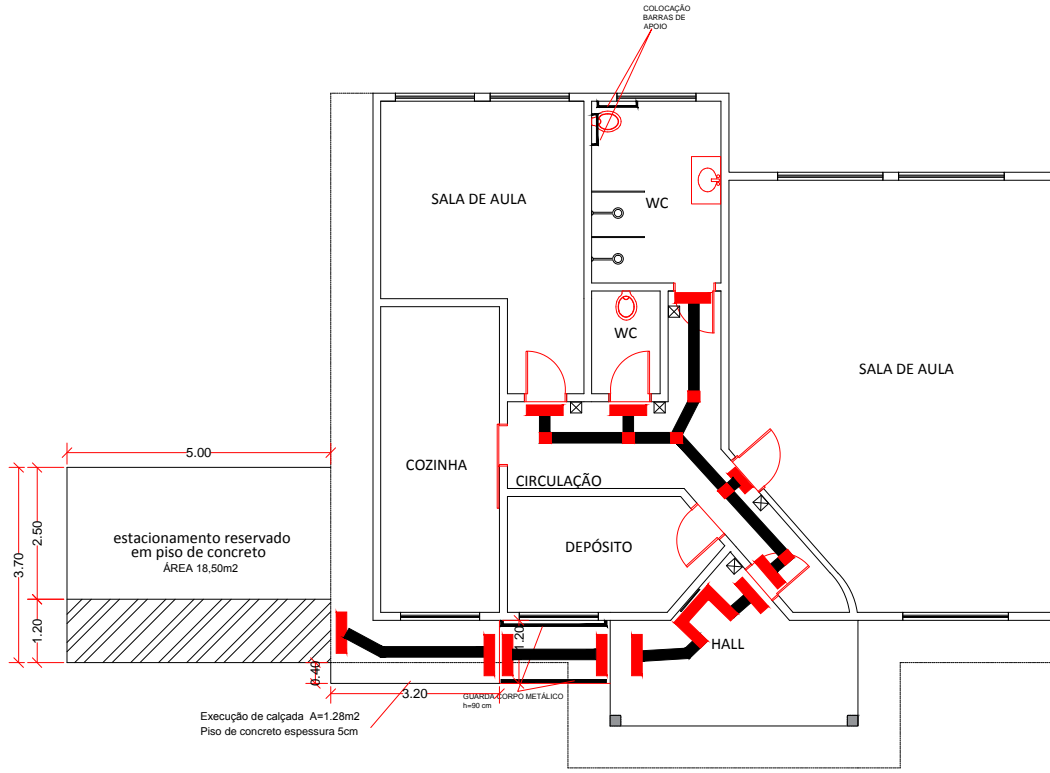 COLOCAÇÃO
BARRAS DE
APOIO
SALA DE AULA
WC
WC
SALA DE AULA
5.00
COZINHA
CIRCULAÇÃO
2.50
3.70
estacionamento reservado
em piso de concreto
ÁREA 18,50m2
DEPÓSITO
1.20
1.20
HALL
0.40
3.20
GUARDA CORPO METÁLICO
h=90 cm
Execução de calçada A=1.28m2
Piso de concreto espessura 5cm